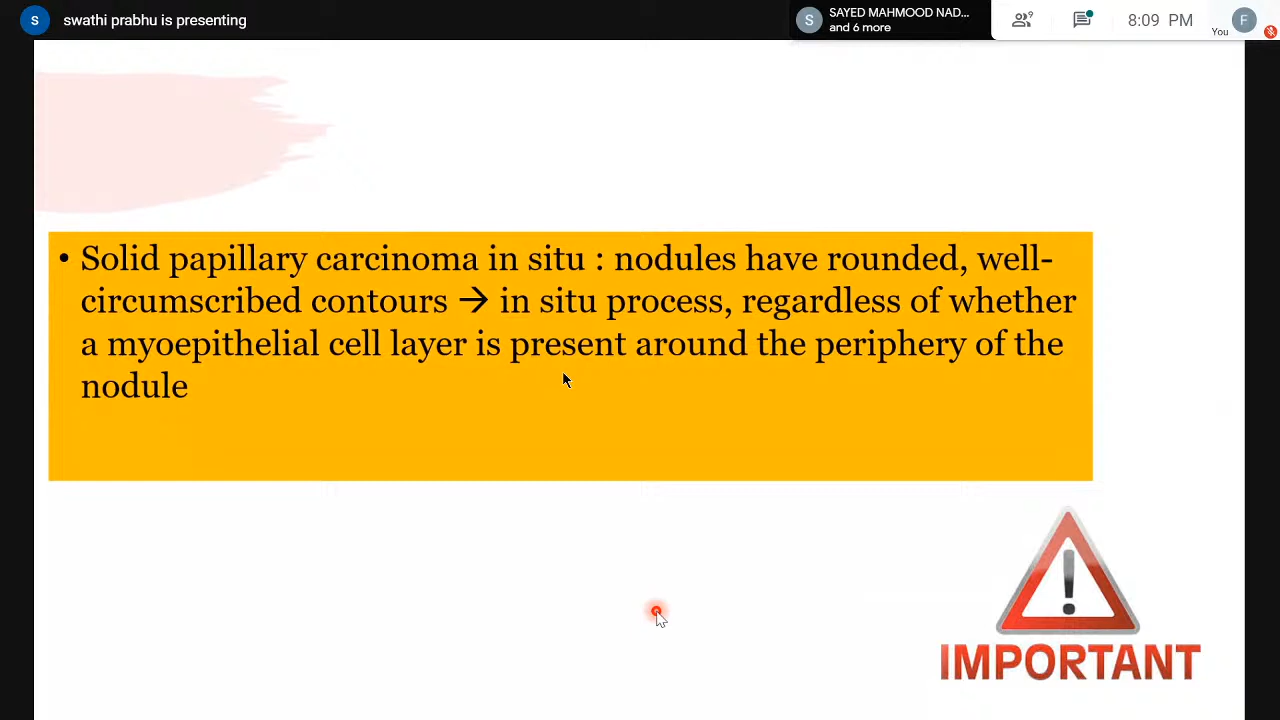 S swathi prabhu is presenting
S SAYED MAHMOOD NAD...
and 6 more
9
8:09 PM
You
F
• Solid papillary carcinoma in situ : nodules have rounded, well-
circumscribed contours → in situ process, regardless of whether
a myoepithelial cell layer is present around the periphery of the
nodule
!
IMPORTANT